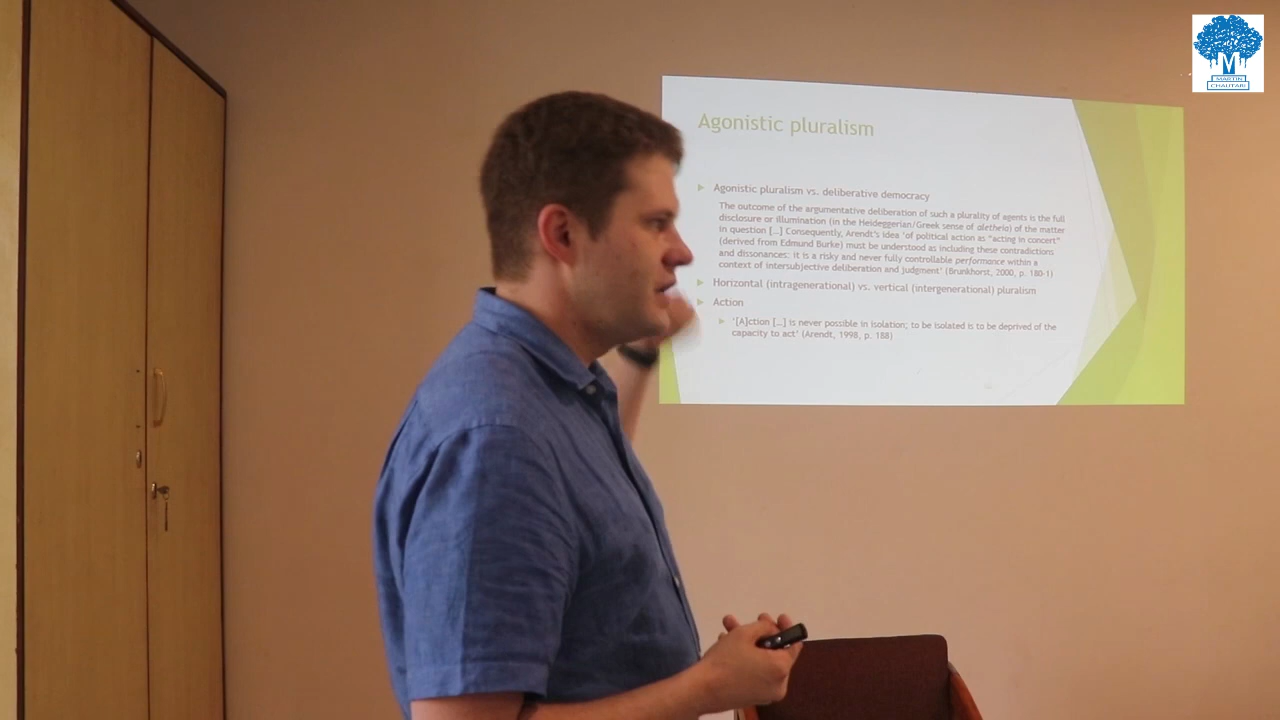 MARTIN
CHAUTARI
Agonistic pluralism
Agonistic pluralism vs. deliberative democracy
The outcome of the argumentative deliberation of such a plurality of agents is the full
disclosure or illumination (in the Heideggerian/Greek sense of aletheia) of the matter
in question [...] Consequently, Arendt's idea 'of political action as "acting in concert"
(derived from Edmund Burke) must be understood as including these contradictions
and dissonances: it is a risky and never fully controllable performance within a
context of intersubjective deliberation and judgment' (Brunkhorst, 2000, p. 180-1)
Horizontal (intragenerational) vs. vertical (intergenerational) pluralism
Action
'[A]ction [...] is never possible in isolation; to be isolated is to be deprived of the
capacity to act' (Arendt, 1998, p. 188)